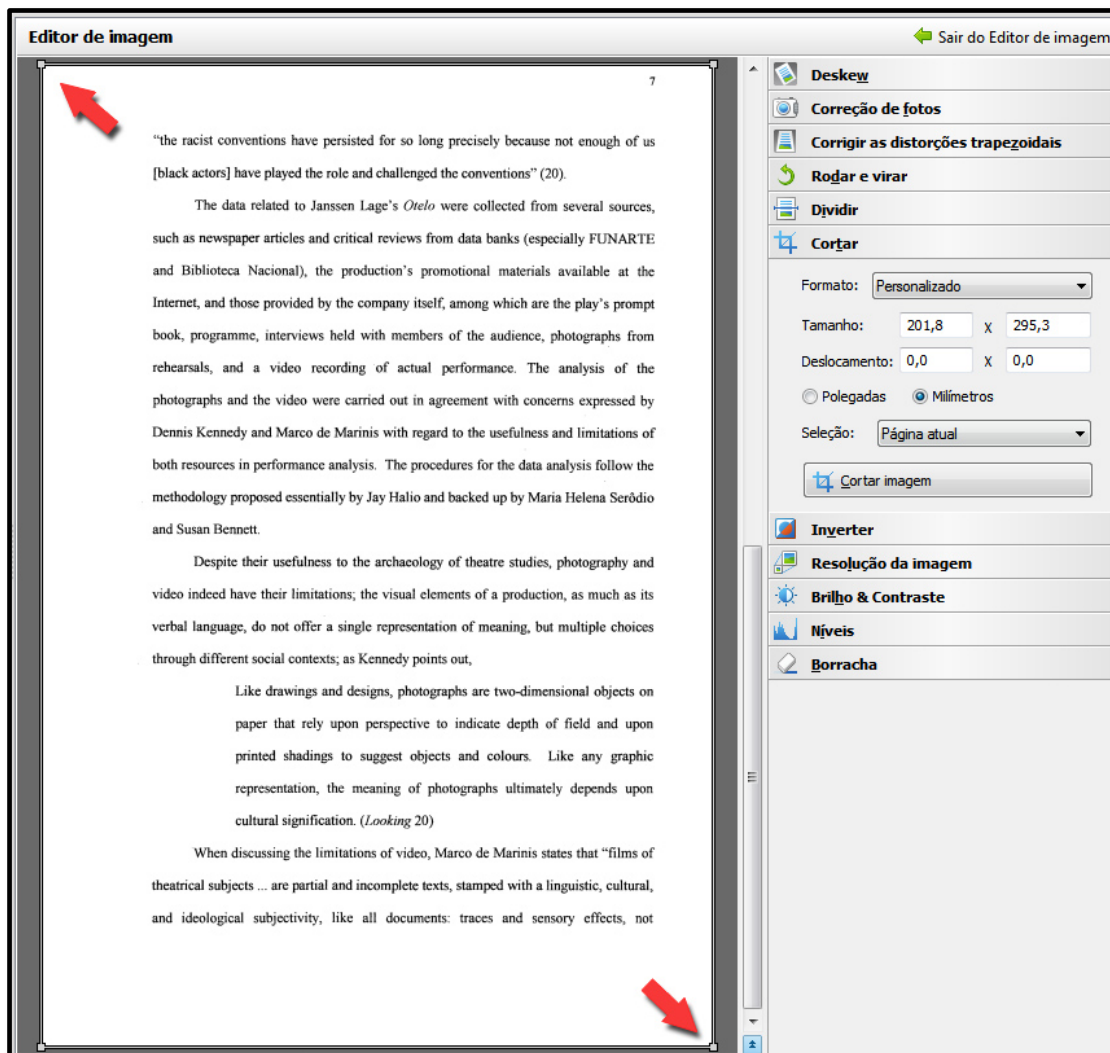 Editor de imagem
Sair do Editor de imagem
7
“the racist conventions have persisted for so long precisely because not enough of us
[black actors] have played the role and challenged the conventions” (20).
The data related to Janssen Lage’s Otelo were collected from several sources,
such as newspaper articles and critical reviews from data banks (especially FUNARTE
and Biblioteca Nacional), the production’s promotional materials available at the
Internet, and those provided by the company itself, among which are the play’s prompt
book, programme, interviews held with members of the audience, photographs from
rehearsals, and a video recording of actual performance. The analysis of the
photographs and the video were carried out in agreement with concerns expressed by
Dennis Kennedy and Marco de Marinis with regard to the usefulness and limitations of
both resources in performance analysis. The procedures for the data analysis follow the
methodology proposed essentially by Jay Halio and backed up by Maria Helena Serôdio
and Susan Bennett.
Despite their usefulness to the archaeology of theatre studies, photography and
video indeed have their limitations; the visual elements of a production, as much as its
verbal language, do not offer a single representation of meaning, but multiple choices
through different social contexts; as Kennedy points out,
Like drawings and designs, photographs are two-dimensional objects on
paper that rely upon perspective to indicate depth of field and upon
printed shadings to suggest objects and colours. Like any graphic
representation, the meaning of photographs ultimately depends upon
cultural signification. (Looking 20)
When discussing the limitations of video, Marco de Marinis states that “films of
theatrical subjects ... are partial and incomplete texts, stamped with a linguistic, cultural,
and ideological subjectivity, like all documents: traces and sensory effects, not
Deskew
Correção de fotos
Corrigir as distorções trapezoidais
Rodar e virar
Dividir
Cortar
Formato: Personalizado
Tamanho: 201,8 X 295,3
Deslocamento: 0,0 X 0,0
Polegadas Milímetros
Seleção: Página atual
Cortar imagem
Inverter
Resolução da imagem
Brilho & Contraste
Níveis
Borracha